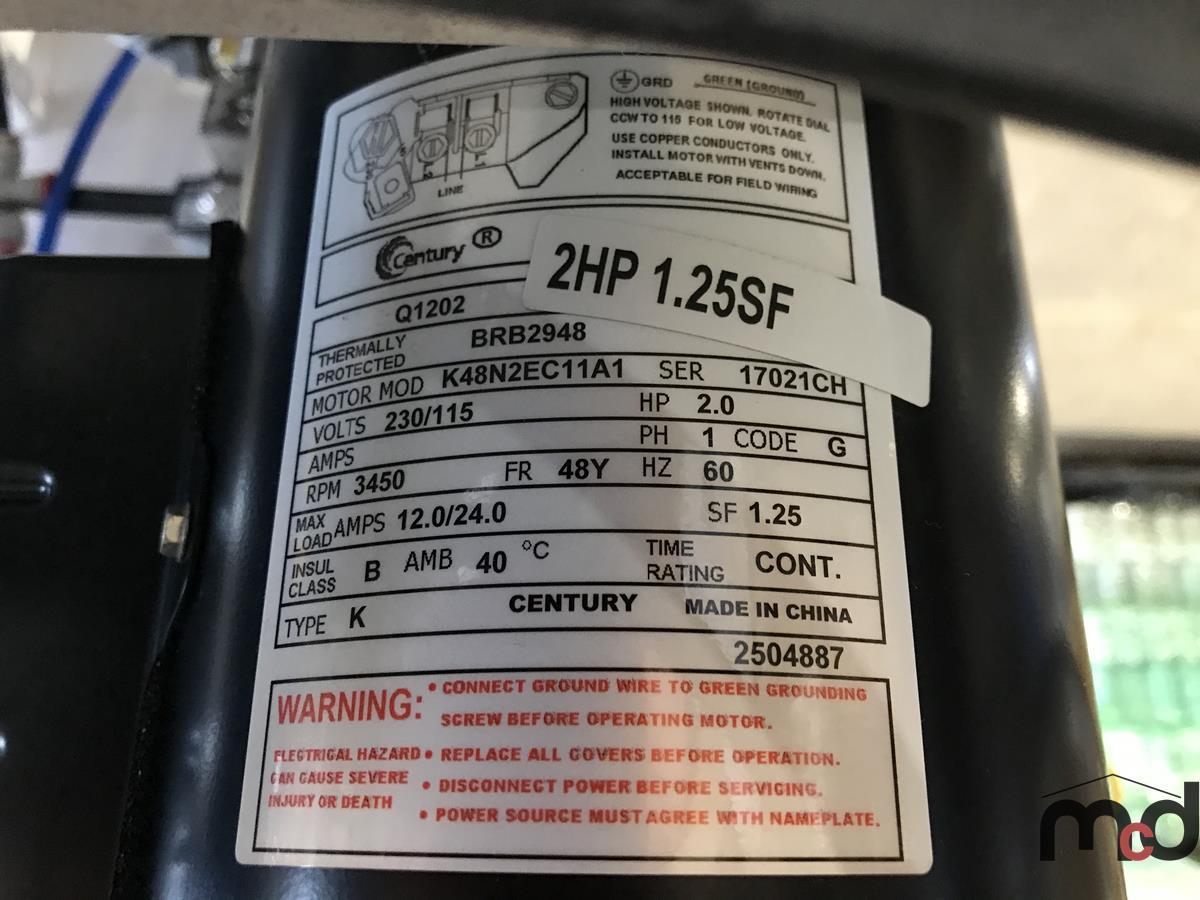 GRD GREEN (GROUND)
HIGH VOLTAGE SHOWN. ROTATE DIAL
CCW TO 115 FOR LOW VOLTAGE.
USE COPPER CONDUCTORS ONLY.
INSTALL MOTOR WITH VENTS DOWN.
ACCEPTABLE FOR FIELD WIRING
L2 L1
LINE
Century ®
2HP 1.25SF
Q1202
THERMALLY PROTECTED BRB2948
MOTOR MOD K48N2EC11A1 SER 17021CH
VOLTS 230/115 HP 2.0
AMPS PH 1 CODE G
RPM 3450 FR 48Y HZ 60
MAX LOAD AMPS 12.0/24.0 SF 1.25
INSUL CLASS B AMB 40 °C TIME RATING CONT.
TYPE K CENTURY MADE IN CHINA
2504887
WARNING:
ELECTRICAL HAZARD
CAN CAUSE SEVERE
INJURY OR DEATH
• CONNECT GROUND WIRE TO GREEN GROUNDING
SCREW BEFORE OPERATING MOTOR.
• REPLACE ALL COVERS BEFORE OPERATION.
• DISCONNECT POWER BEFORE SERVICING.
• POWER SOURCE MUST AGREE WITH NAMEPLATE.
mcd